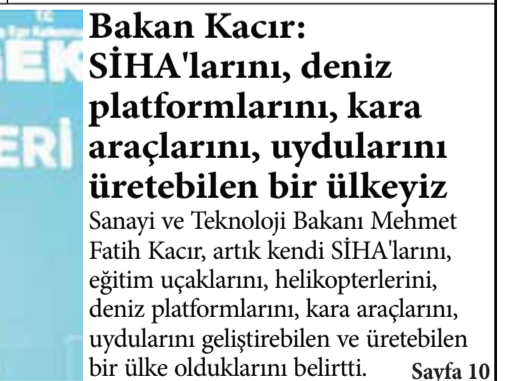 T.C.
Bakan Kacır:
SİHA'larını, deniz
platformlarını, kara
araçlarını, uydularını
üretebilen bir ülkeyiz
Sanayi ve Teknoloji Bakanı Mehmet
Fatih Kacır, artık kendi SİHA'larını,
eğitim uçaklarını, helikopterlerini,
deniz platformlarını, kara araçlarını,
uydularını geliştirebilen ve üretebilen
bir ülke olduklarını belirtti. Sayfa 10